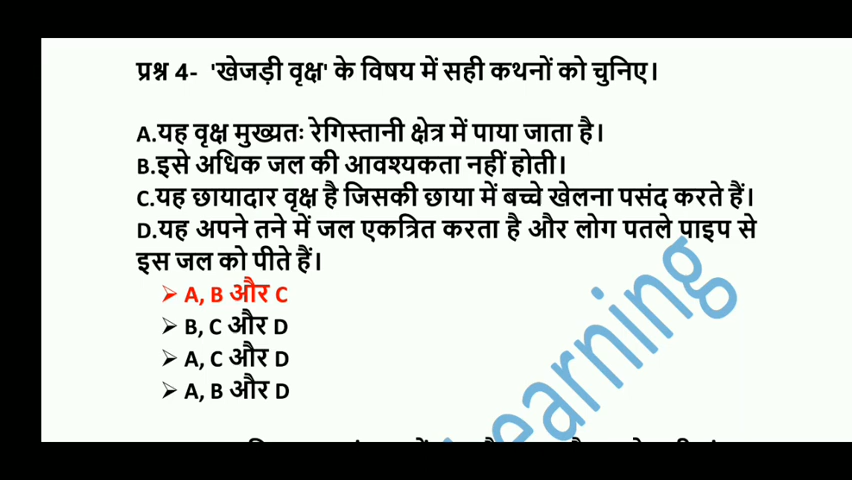 प्रश्न 4- 'खेजड़ी वृक्ष' के विषय में सही कथनों को चुनिए।
A.यह वृक्ष मुख्यतः रेगिस्तानी क्षेत्र में पाया जाता है।
B.इसे अधिक जल की आवश्यकता नहीं होती।
C.यह छायादार वृक्ष है जिसकी छाया में बच्चे खेलना पसंद करते हैं।
D.यह अपने तने में जल एकत्रित करता है और लोग पतले पाइप से
इस जल को पीते हैं।
➢ A, B और C
➢ B, C और D
➢ A, C और D
➢ A, B और D
Learning